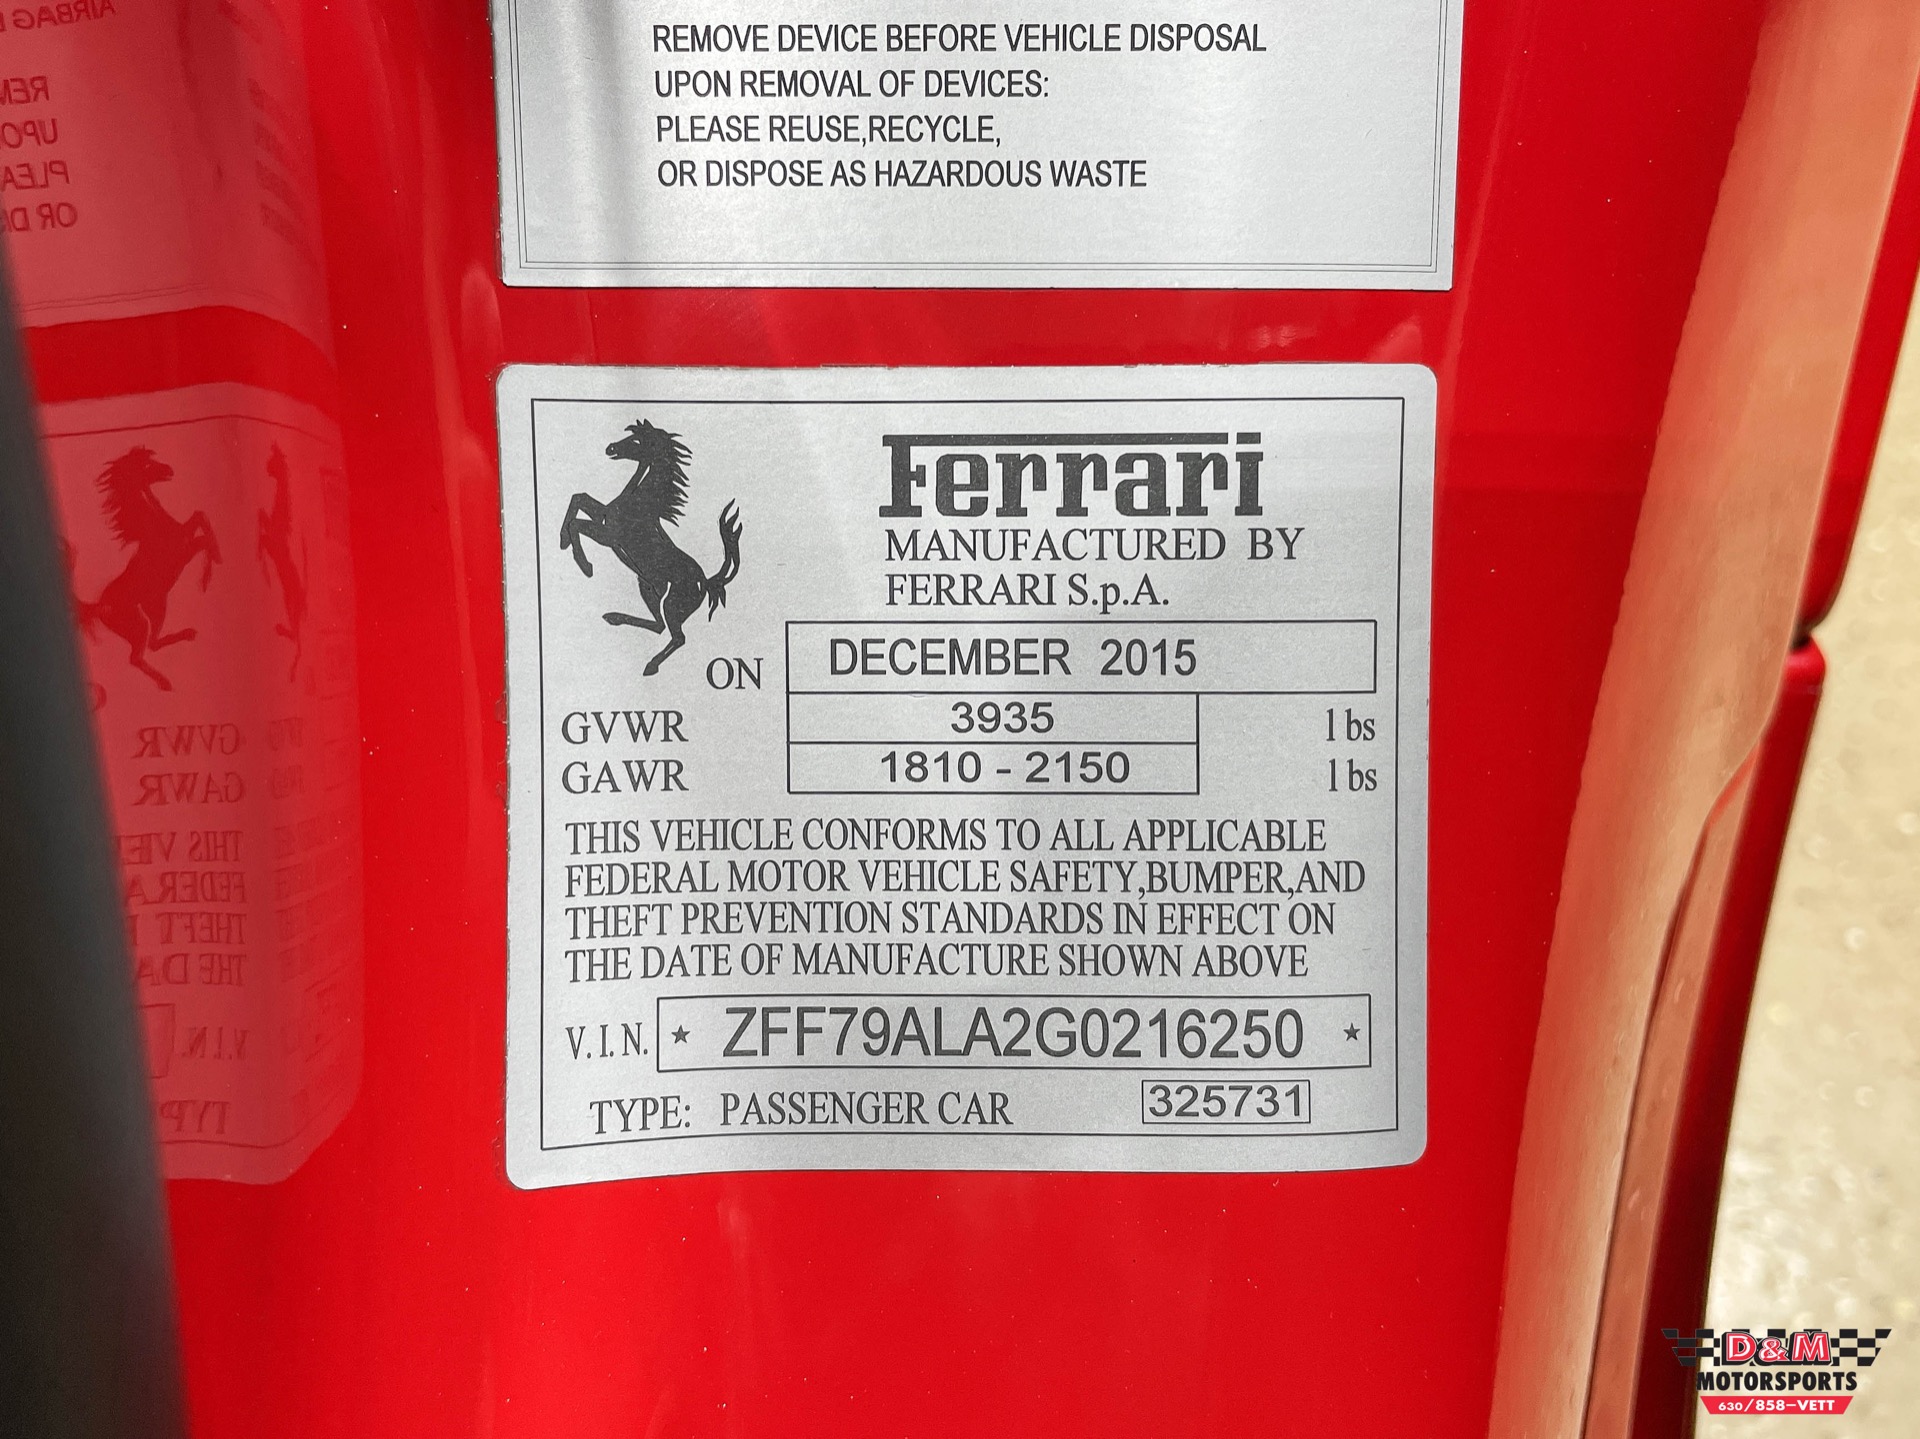 REMOVE DEVICE BEFORE VEHICLE DISPOSAL
UPON REMOVAL OF DEVICES:
PLEASE REUSE,RECYCLE,
OR DISPOSE AS HAZARDOUS WASTE
Ferrari
MANUFACTURED BY
FERRARI S.p.A.
ON DECEMBER 2015
GVWR 3935 lbs
GAWR 1810 - 2150 lbs
THIS VEHICLE CONFORMS TO ALL APPLICABLE
FEDERAL MOTOR VEHICLE SAFETY,BUMPER,AND
THEFT PREVENTION STANDARDS IN EFFECT ON
THE DATE OF MANUFACTURE SHOWN ABOVE
V.I.N. ★ ZFF79ALA2G0216250 ★
TYPE: PASSENGER CAR 325731
D&M
MOTORSPORTS
630/858-VETT